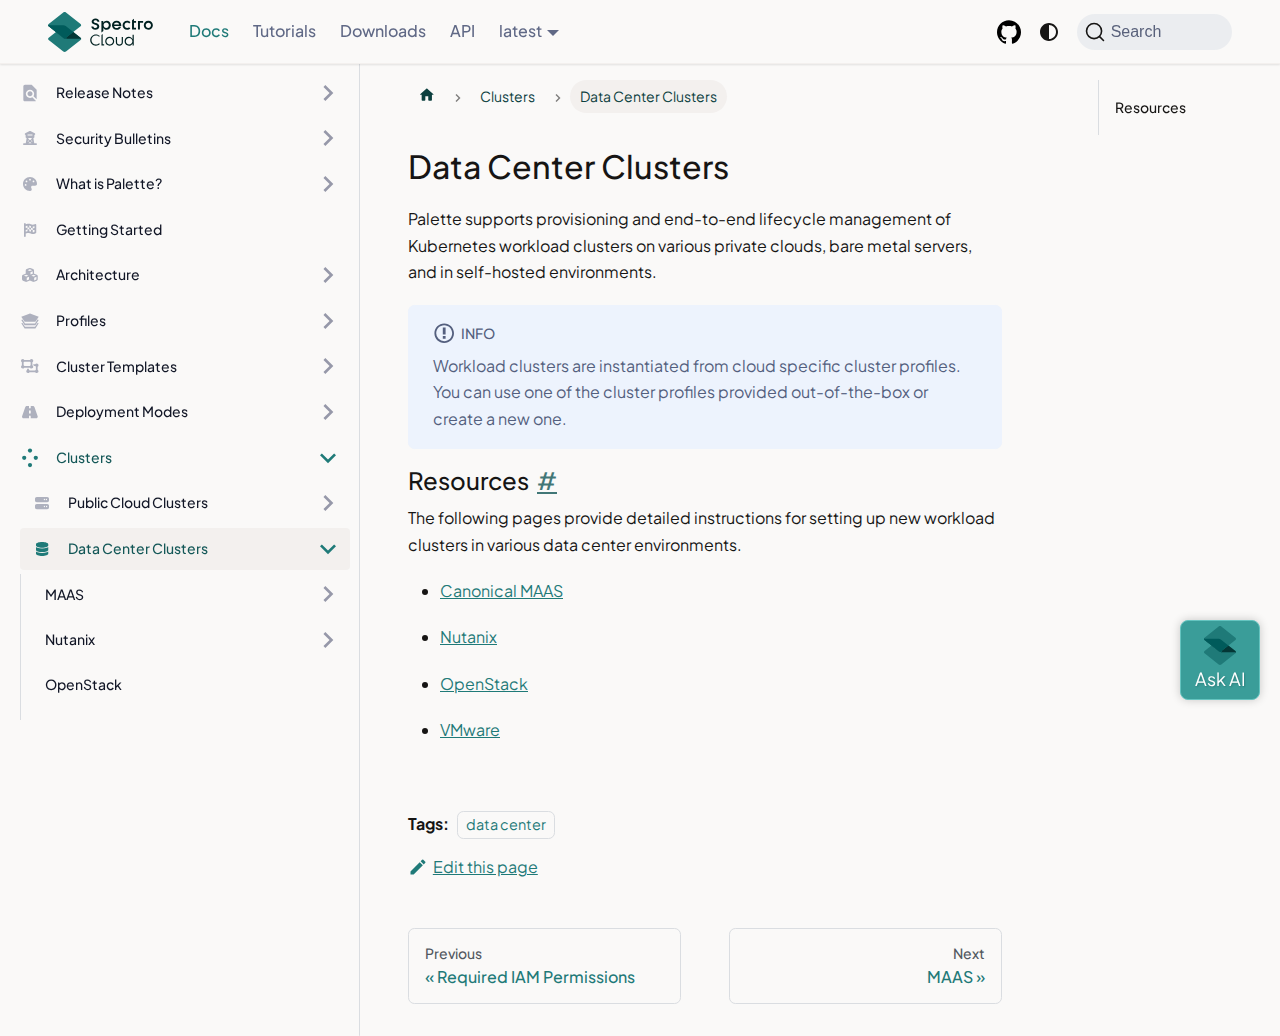 Spectro
Cloud
Docs
Tutorials
Downloads
API
latest
Search
Release Notes
Security Bulletins
What is Palette?
Getting Started
Architecture
Profiles
Cluster Templates
Deployment Modes
Clusters
Public Cloud Clusters
Data Center Clusters
MAAS
Nutanix
OpenStack
Clusters
Data Center Clusters
Data Center Clusters
Palette supports provisioning and end-to-end lifecycle management of
Kubernetes workload clusters on various private clouds, bare metal servers,
and in self-hosted environments.
INFO
Workload clusters are instantiated from cloud specific cluster profiles.
You can use one of the cluster profiles provided out-of-the-box or
create a new one.
Resources #
The following pages provide detailed instructions for setting up new workload
clusters in various data center environments.
Canonical MAAS
Nutanix
OpenStack
VMware
Tags: data center
Edit this page
Previous
« Required IAM Permissions
Next
MAAS »
Resources
Ask AI